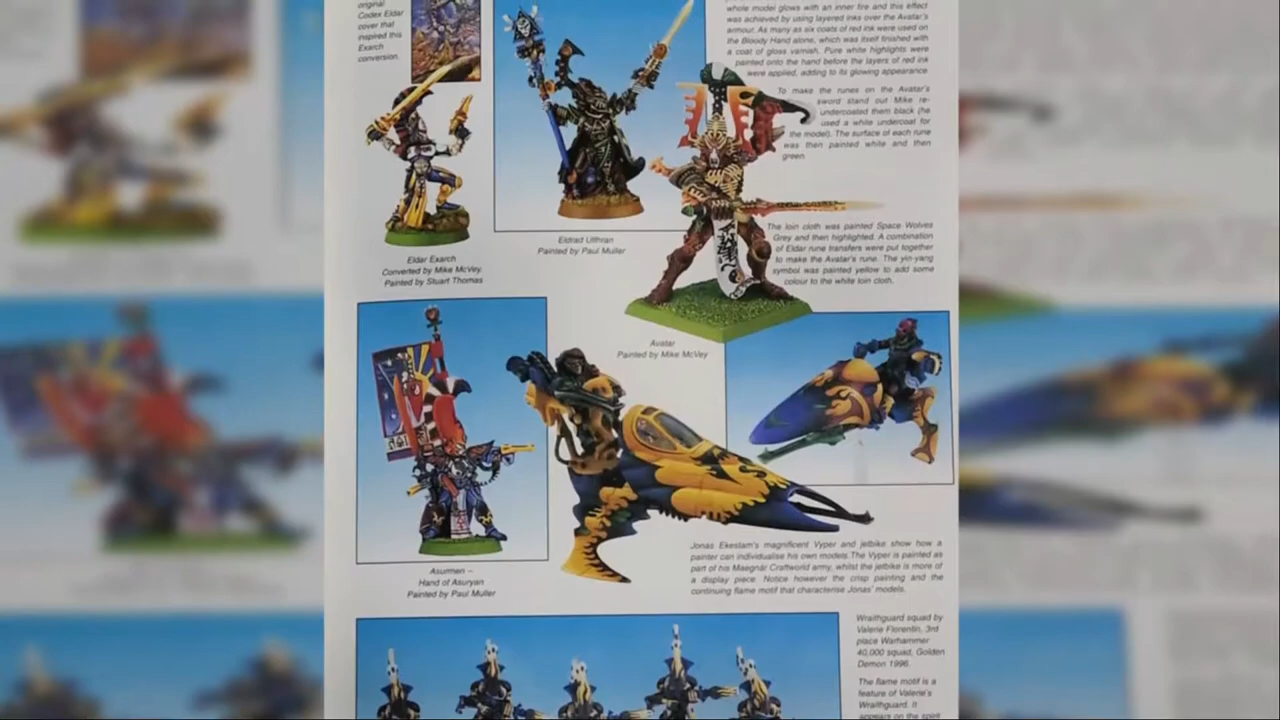 original
Codex Eldar
cover that
inspired this
Exarch
conversion.
whole model glows with an inner fire and this effect
was achieved by using layered inks over the Avatar's
armour. As many as six coats of red ink were used on
the Bloody Hand alone, which was itself finished with
a coat of gloss varnish. Pure white highlights were
painted onto the hand before the layers of red ink
were applied, adding to its glowing appearance
To make the runes on the Avatar's
sword stand out Mike re-
undercoated them black (he
used a white undercoat for
the model). The surface of each rune
was then painted white and then
green.
Eldar Exarch
Converted by Mike McVey.
Painted by Stuart Thomas
Eldrad Ulthran
Painted by Paul Muller
The loin cloth was painted Space Wolves
Grey and then highlighted. A combination
of Eldar rune transfers were put together
to make the Avatar's rune. The yin-yang
symbol was painted yellow to add some
colour to the white loin cloth.
Avatar
Painted by Mike McVey
Asurmen –
Hand of Asuryan
Painted by Paul Muller
Jonas Ekestam's magnificent Vyper and jetbike show how a
painter can individualise his own models. The Vyper is painted as
part of his Maegnár Craftworld army, whilst the jetbike is more of
a display piece. Notice however the crisp painting and the
continuing flame motif that characterise Jonas' models.
Wraithguard squad by
Valerie Florentin, 3rd
place Warhammer
40,000 squad, Golden
Demon 1996.
The flame motif is a
feature of Valerie's
Wraithguard. It
appears on the spirit